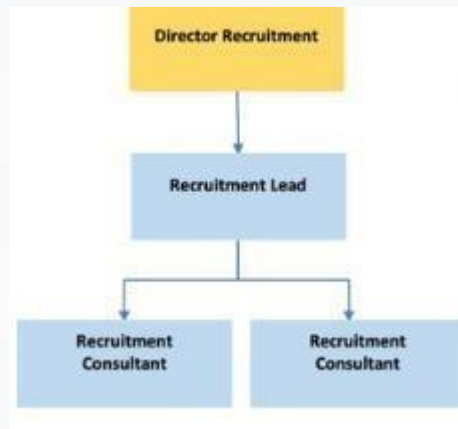 Director Recruitment
Recruitment Lead
Recruitment
Consultant
Recruitment
Consultant